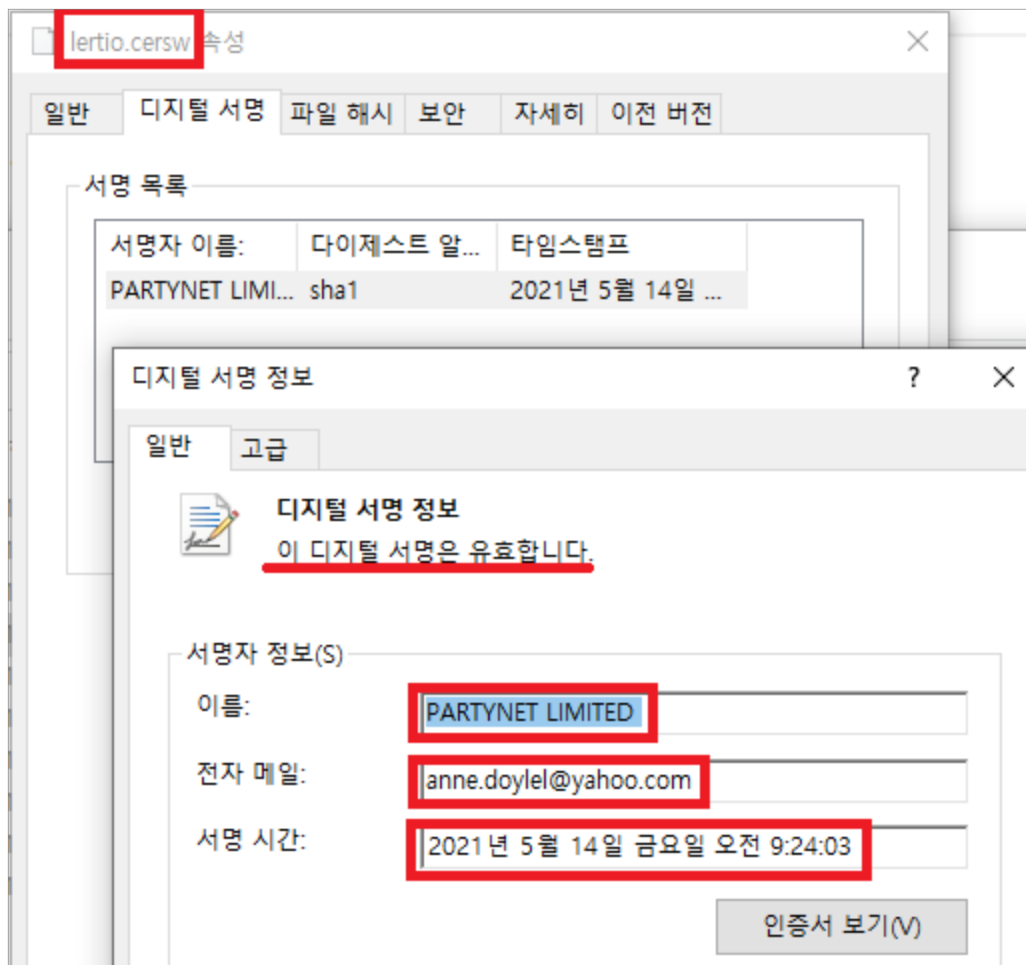 lertio.cersw 속성
일반 디지털 서명 파일 해시 보안 자세히 이전 버전
서명 목록
서명자 이름: 다이제스트 알... 타임스탬프
PARTYNET LIMI... sha1 2021년 5월 14일 ...
디지털 서명 정보 ?
일반 고급
디지털 서명 정보
이 디지털 서명은 유효합니다.
서명자 정보(S)
이름: PARTYNET LIMITED
전자 메일: anne.doylel@yahoo.com
서명 시간: 2021년 5월 14일 금요일 오전 9:24:03
인증서 보기(V)